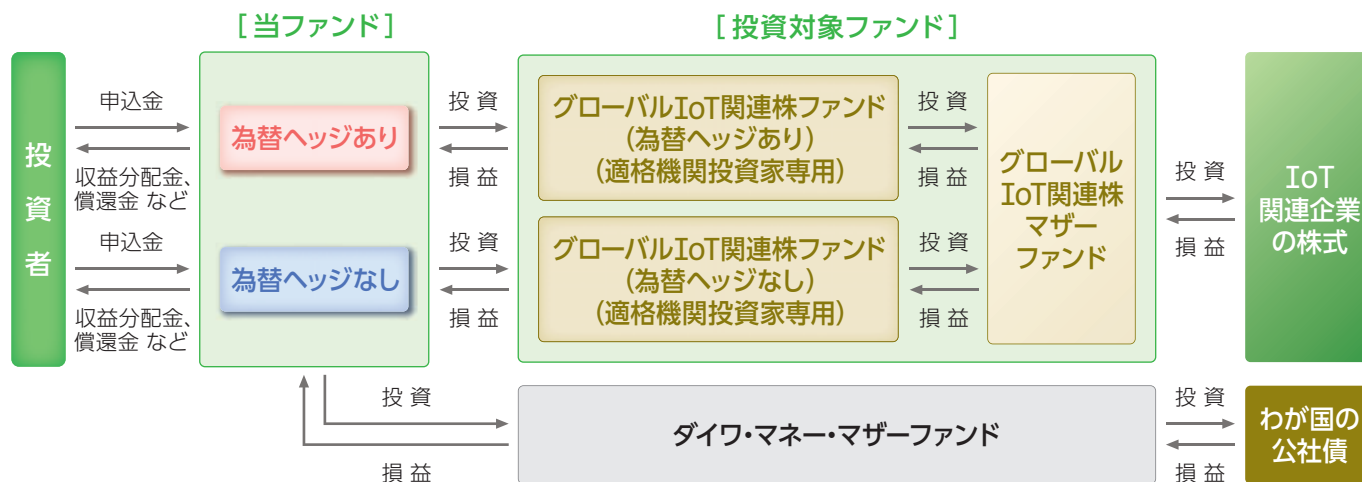 [当ファンド]
[投資対象ファンド]
投資者
申込金
収益分配金、
償還金 など
申込金
収益分配金、
償還金 など
為替ヘッジあり
為替ヘッジなし
投 資
損 益
投 資
損 益
グローバルIoT関連株ファンド
(為替ヘッジあり)
(適格機関投資家専用)
グローバルIoT関連株ファンド
(為替ヘッジなし)
(適格機関投資家専用)
投 資
損 益
投 資
損 益
グローバル
IoT関連株
マザー
ファンド
投 資
損 益
IoT
関連企業
の株式
投 資
損 益
ダイワ・マネー・マザーファンド
投 資
損 益
わが国の
公社債